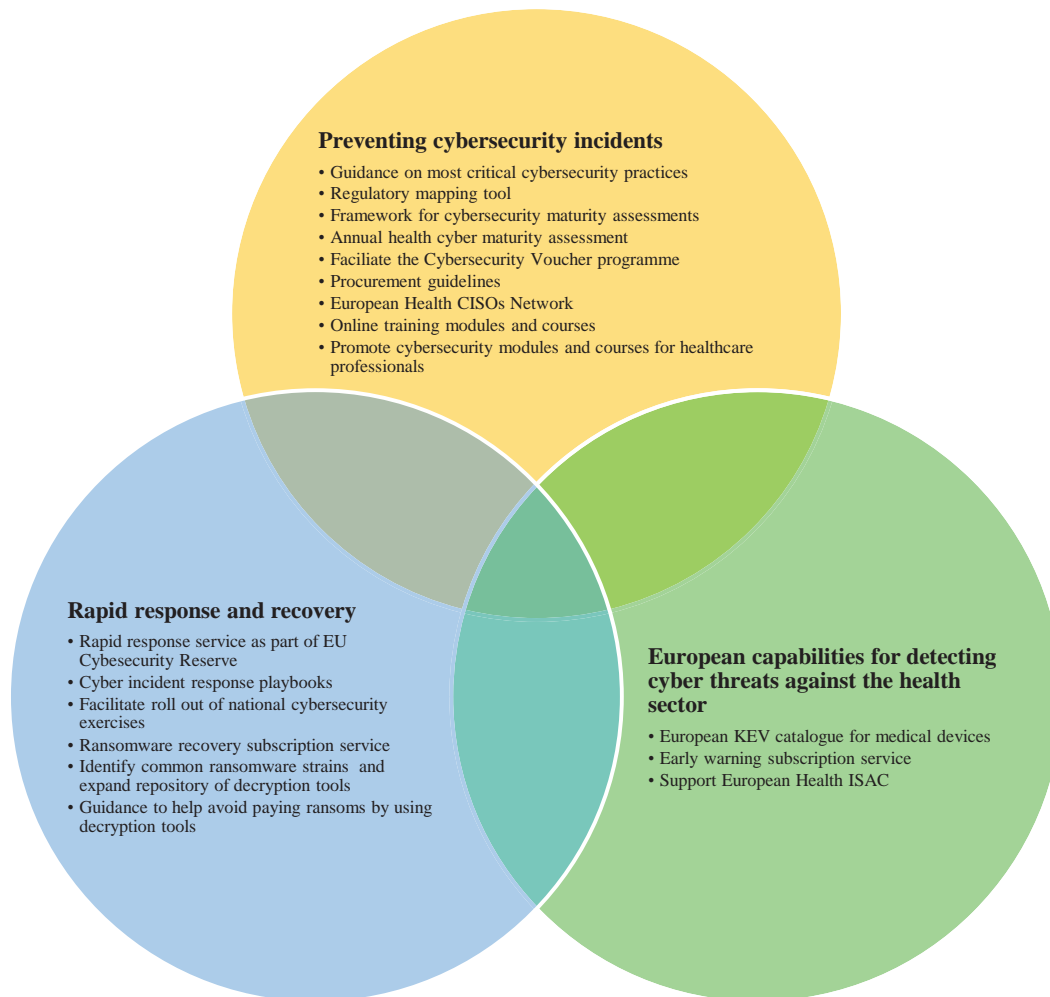 Preventing cybersecurity incidents
• Guidance on most critical cybersecurity practices
• Regulatory mapping tool
• Framework for cybersecurity maturity assessments
• Annual health cyber maturity assessment
• Faciliate the Cybersecurity Voucher programme
• Procurement guidelines
• European Health CISOs Network
• Online training modules and courses
• Promote cybersecurity modules and courses for healthcare
professionals
Rapid response and recovery
• Rapid response service as part of EU
Cybesecurity Reserve
• Cyber incident response playbooks
• Facilitate roll out of national cybersecurity
exercises
• Ransomware recovery subscription service
• Identify common ransomware strains and
expand repository of decryption tools
• Guidance to help avoid paying ransoms by using
decryption tools
European capabilities for detecting
cyber threats against the health
sector
• European KEV catalogue for medical devices
• Early warning subscription service
• Support European Health ISAC